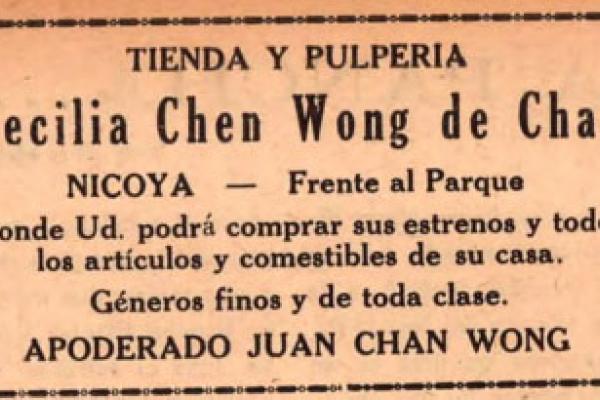 TIENDA Y PULPERIA
ecilia Chen Wong de Cha
NICOYA — Frente al Parque
onde Ud. podrá comprar sus estrenos y tod
los artículos y comestibles de su casa.
Géneros finos y de toda clase.
APODERADO JUAN CHAN WONG